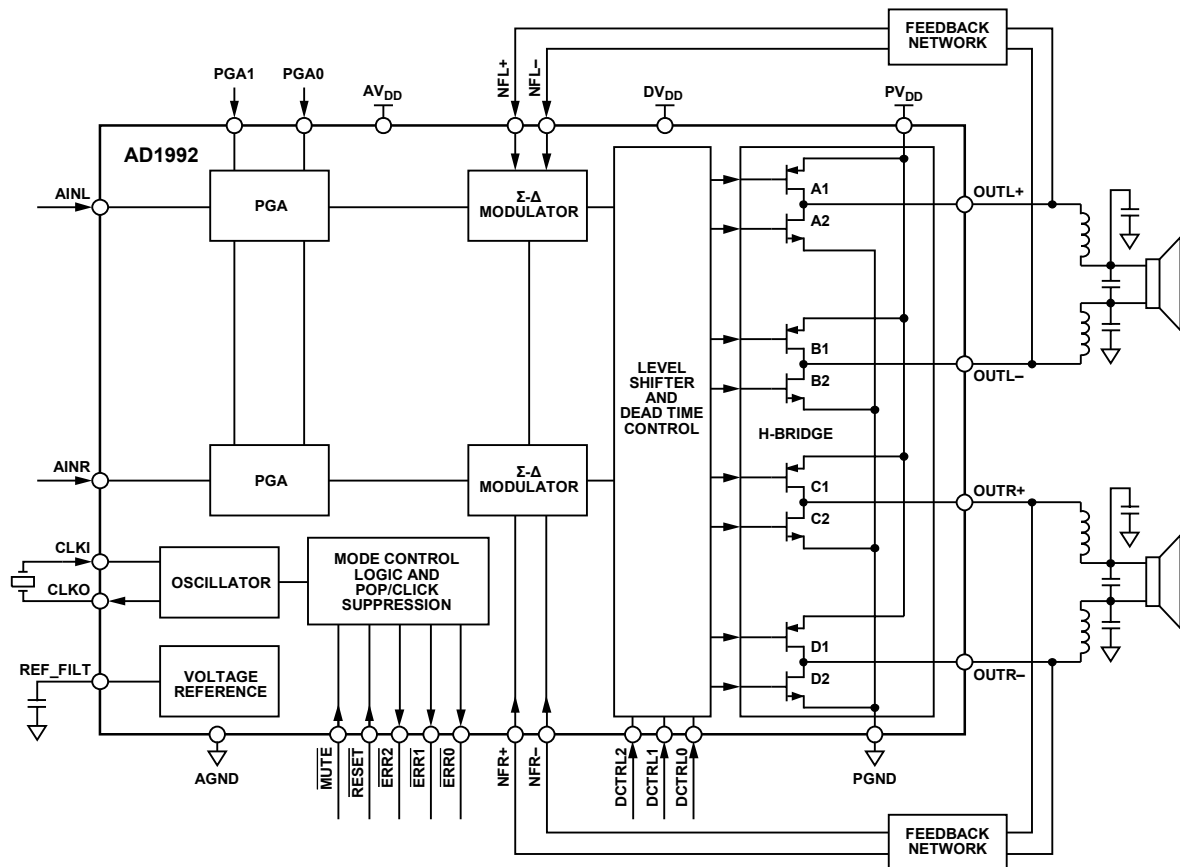 FEEDBACK
NETWORK
PGA1
PGA0
AVDD
NFL+
NFL–
DVDD
PVDD
AD1992
AINL
PGA
Σ-Δ
MODULATOR
A1
A2
OUTL+
B1
B2
OUTL–
LEVEL
SHIFTER
AND
DEAD TIME
CONTROL
H-BRIDGE
AINR
PGA
Σ-Δ
MODULATOR
C1
C2
OUTR+
CLKI
CLKO
OSCILLATOR
MODE CONTROL
LOGIC AND
POP/CLICK
SUPPRESSION
D1
D2
OUTR–
REF_FILT
VOLTAGE
REFERENCE
AGND
MUTE
RESET
ERR2
ERR1
ERR0
NFR+
NFR–
DCTRL2
DCTRL1
DCTRL0
PGND
FEEDBACK
NETWORK